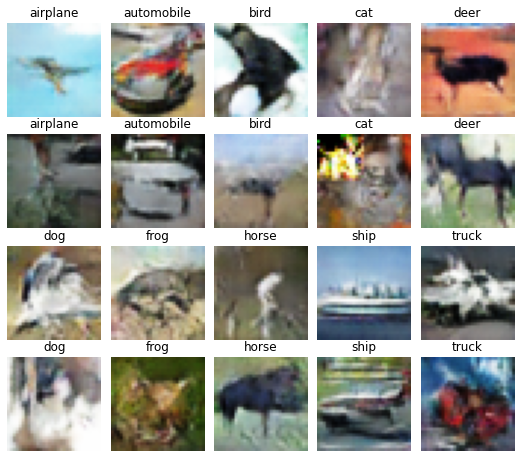 airplane automobile bird cat deer
airplane automobile bird cat deer
dog frog horse ship truck
dog frog horse ship truck